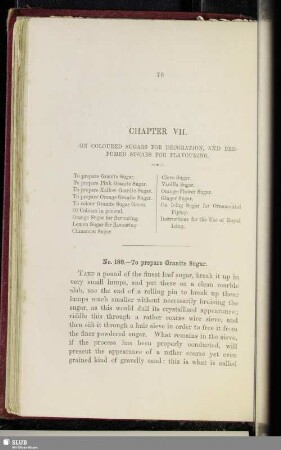 70
CHAPTER VII.
ON COLOURED SUGARS FOR DECORATION, AND PER-
FUMED SUGARS FOR FLAVOURING.
To prepare Granite Sugar.
To prepare Pink Granite Sugar.
To prepare Yellow Granite Sugar.
To prepare Orange Granite Sugar.
To colour Granite Sugar Green.
Of Colours in general.
Orange Sugar for flavouring.
Lemon Sugar for flavouring.
Cinnamon Sugar.
Clove Sugar.
Vanilla Sugar.
Orange-Flower Sugar.
Ginger Sugar.
On Icing Sugar for Ornamental
Piping.
Instructions for the Use of Royal
Icing.
No. 180.—To prepare Granite Sugar.
TAKE a pound of the finest loaf sugar, break it up in
very small lumps, and put these on a clean marble
slab, use the end of a rolling pin to break up these
lumps much smaller without necessarily bruising the
sugar, as this would dull its crystallized appearance;
riddle this through a rather coarse wire sieve, and
then sift it through a hair sieve in order to free it from
the finer powdered sugar. What remains in the sieve,
if the process has been properly conducted, will
present the appearance of a rather coarse yet even
grained kind of gravelly sand: this is what is called
SLUB